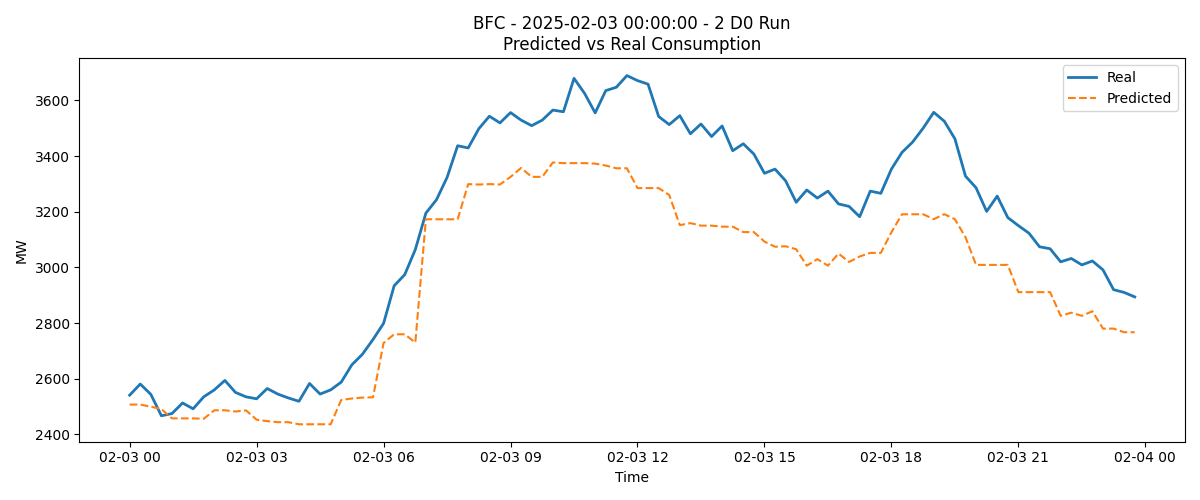 BFC - 2025-02-03 00:00:00 - 2 D0 Run
Predicted vs Real Consumption
Real
Predicted
MW
3600
3400
3200
3000
2800
2600
2400
02-03 00
02-03 03
02-03 06
02-03 09
02-03 12
02-03 15
02-03 18
02-03 21
02-04 00
Time